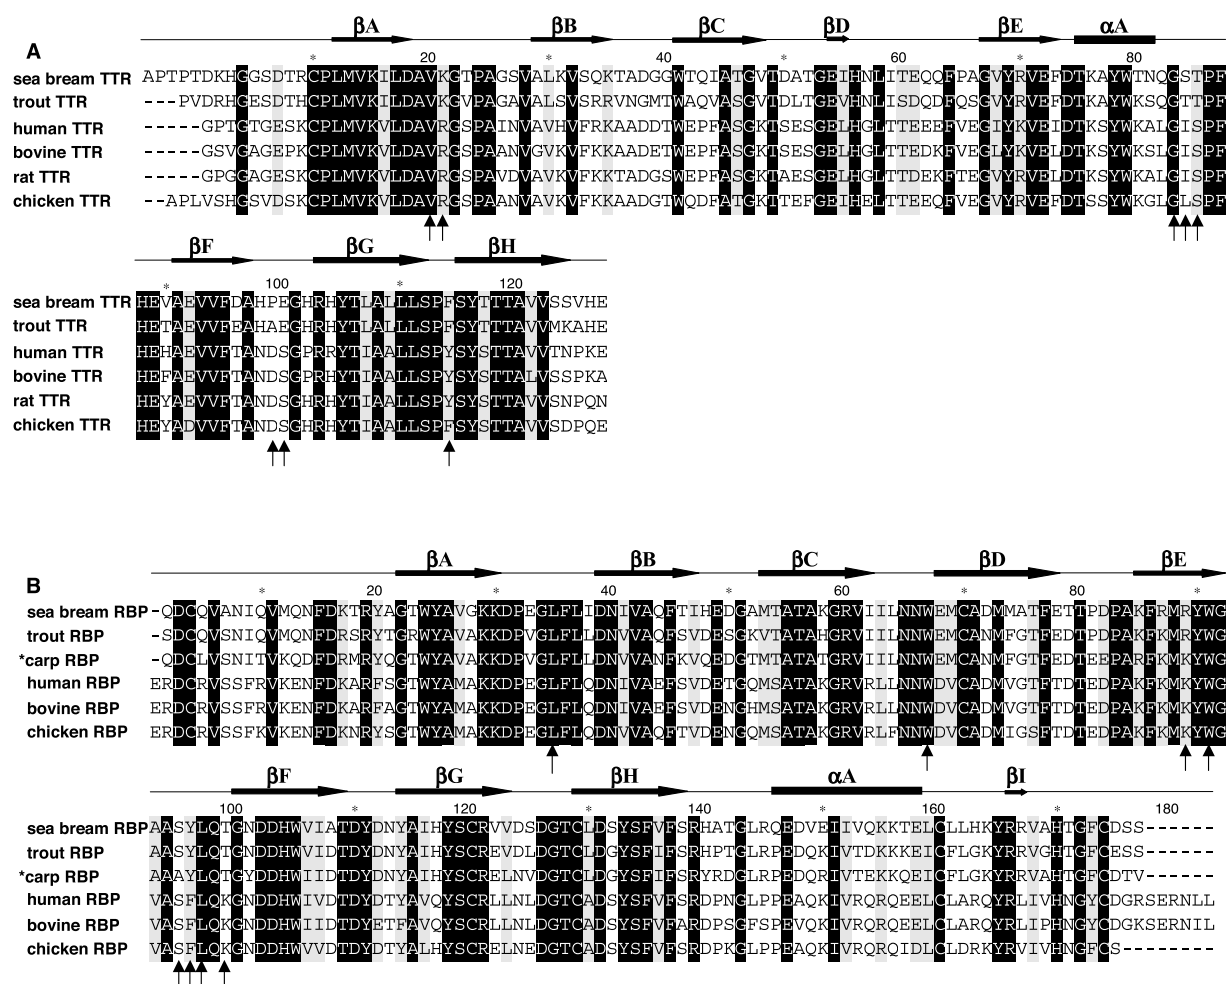 βA βB βC βD βE αA
A
20 40 60 80
* * * *
sea bream TTR APTPTDKHGGSDTRCPLMVKILDAVKGTPAGSVALKVSQKTADGGWTQIATGVTDATGEIHNLITEQQFPAGVYRVEFDTKAYWTNQGSTPF
trout TTR ---PVDRHGESDTHCPLMVKILDAVKGVPAGAVALSVSRRVNGMTWAQVASGVTDLTGEVHNLISDQDFQSGVYRVEFDTKAYWKSQGTTPF
human TTR -----GPTGTGESKCPLMVKVLDAVRGSPAINVAVHVFRKAADDTWEPFASGKTSESGELHGLTTEEEFVEGIYKVEIDTKSYWKALGISPF
bovine TTR -----GSVGAGEPKCPLMVKVLDAVRGSPAANVGVKVFKKAADETWEPFASGKTSESGELHGLTTEDKFVEGLYKVELDTKSYWKSLGISPF
rat TTR -----GPGGAGESKCPLMVKVLDAVRGSPAVDVAVKVFKKTADGSWEPFASGKTAESGELHGLTTDEKFTEGVYRVELDTKSYWKALGISPF
chicken TTR --APLVSHGSVDSKCPLMVKVLDAVRGSPAANVAVKVFKKAADGTWQDFATGKTTEFGEIHELTTEEQFVEGVYRVEFDTSSYWKGLGLSPF
βF βG βH
* 100 * 120
sea bream TTR HEVAEVVFDAHPEGHRHYTLALLLSPFSYTTTAVVSSVHE
trout TTR HETAEVVFEAHAEGHRHYTLALLLSPFSYTTTAVVMKAHE
human TTR HEHAEVVFTANDSGPRRYTIAALLSPYSYSTTAVVTNPKE
bovine TTR HEFAEVVFTANDSGPRHYTIAALLSPYSYSTTALVSSPKA
rat TTR HEYAEVVFTANDSGHRHYTIAALLSPYSYSTTAVVSNPQN
chicken TTR HEYADVVFTANDSGHRHYTIAALLSPFSYSTTAVVSDPQE
βA βB βC βD βE
B
* 20 * 40 * 60 * 80 *
sea bream RBP -QDCQVANIQVMQNFDKTRYAGTWYAVGKKDPEGLFLIDNIVAQFTIHEDGAMTATAKGRVIILNNWEMCADMMATFETTPDPAKFRMRYWG
trout RBP -SDCQVSNIQVMQNFDRSRYTGRWYAVAKKDPVGLFLLDNVVAQFSVDESGKVTATAHGRVIILNNWEMCANMFGTFEDTPDPAKFKMRYWG
*carp RBP -QDCLVSNITVKQDFDRMRYQGTWYAVAKKDPVGLFLLDNVVANFKVQEDGTMTATATGRVIILNNWEMCANMFGTFEDTEEPARFKMKYWG
human RBP ERDCRVSSFRVKENFDKARFSGTWYAMAKKDPEGLFLQDNIVAEFSVDETGQMSATAKGRVRLLNNWDVCADMVGTFTDTEDPAKFKMKYWG
bovine RBP ERDCRVSSFRVKENFDKARFAGTWYAMAKKDPEGLFLQDNIVAEFSVDENGHMSATAKGRVRLLNNWDVCADMVGTFTDTEDPAKFKMKYWG
chicken RBP ERDCRVSSFKVKENFDKNRYSGTWYAMAKKDPEGLFLQDNVVAQFTVDENGQMSATAKGRVRLFNNWDVCADMIGSFTDTEDPAKFKMKYWG
βF βG βH αA βI
100 * 120 * 140 * 160 * 180
sea bream RBP AASYLQTGNDDHWVIATDYDNYAIHYSCRVVDSDGTCLDSYSFVFSRHATGLRQEDVEIIVQKKTELCLLHKYRRVAHTGFCDSS------
trout RBP AASYLQTGNDDHWVIDTDYDNYAIHYSCREVDLDGTCLDGYSFIFSRHPTGLRPEDQKIVTDKKKEICFLGKYRRVGHTGFCESS------
*carp RBP AAAYLQTGYDDHWIIDTDYDNYAIHYSCRELNVDGTCLDGYSFIFSRYRDGLRPEDQRIVTEKKQEICFLGKYRRVAHTGFCDTV------
human RBP VASFLQKGNDDHWIVDTDYDTYAVQYSCRLLNLDGTCADSYSFVFSRDPNGLPPEAQKIVRQRQEELCLARQYRLIVHNGYCDGRSERNLL
bovine RBP VASFLQKGNDDHWIIDTDYETFAVQYSCRLLNLDGTCADSYSFVFARDPSGFSPEVQKIVRQRQEELCLARQYRLIPHNGYCDGKSERNIL
chicken RBP VASFLQKGNDDHWVVDTDYDTYALHYSCRELNEDGTCADSYSFVFSRDPKGLPPEAQKIVRQRQIDLCLDRKYRVIVHNGFCS--------